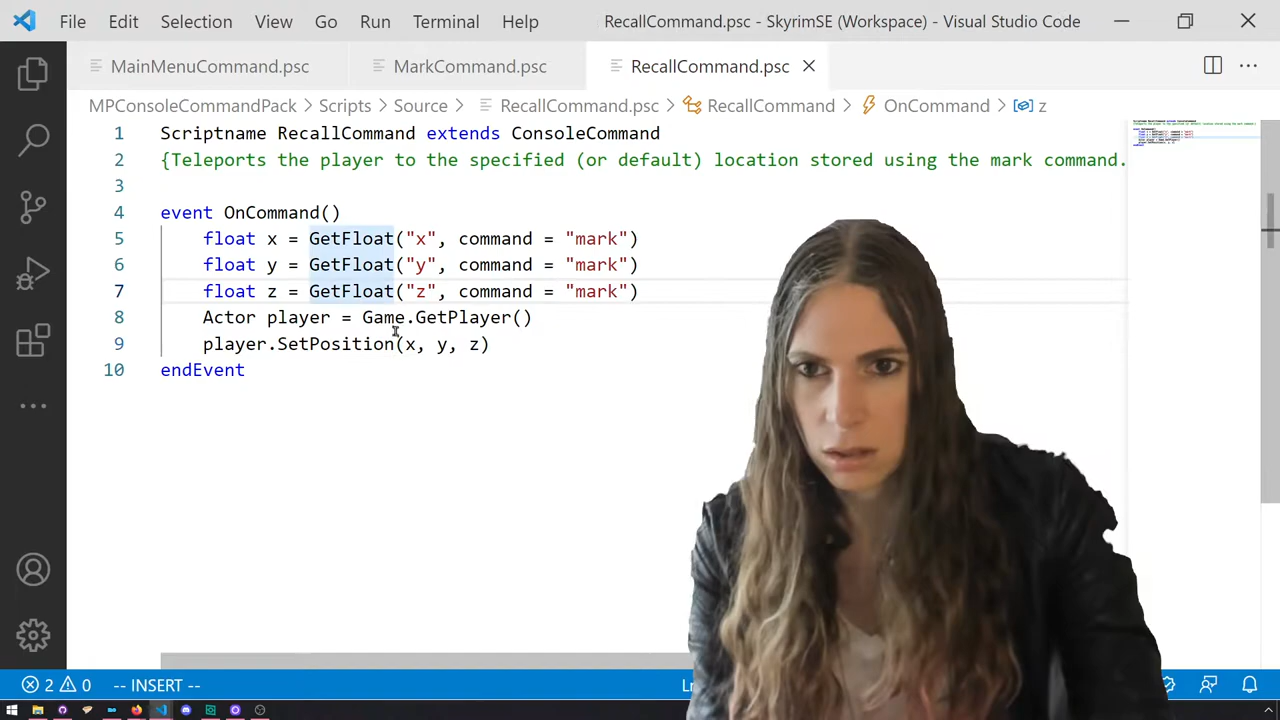 File Edit Selection View Go Run Terminal Help RecallCommand.psc - SkyrimSE (Workspace) - Visual Studio Code
MainMenuCommand.psc MarkCommand.psc RecallCommand.psc
MPConsoleCommandPack Scripts Source RecallCommand.psc RecallCommand OnCommand z
1 Scriptname RecallCommand extends ConsoleCommand
2 {Teleports the player to the specified (or default) location stored using the mark command.
3
4 event OnCommand()
5 float x = GetFloat("x", command = "mark")
6 float y = GetFloat("y", command = "mark")
7 float z = GetFloat("z", command = "mark")
8 Actor player = Game.GetPlayer()
9 player.SetPosition(x, y, z)
10 endEvent
2 0 -- INSERT --